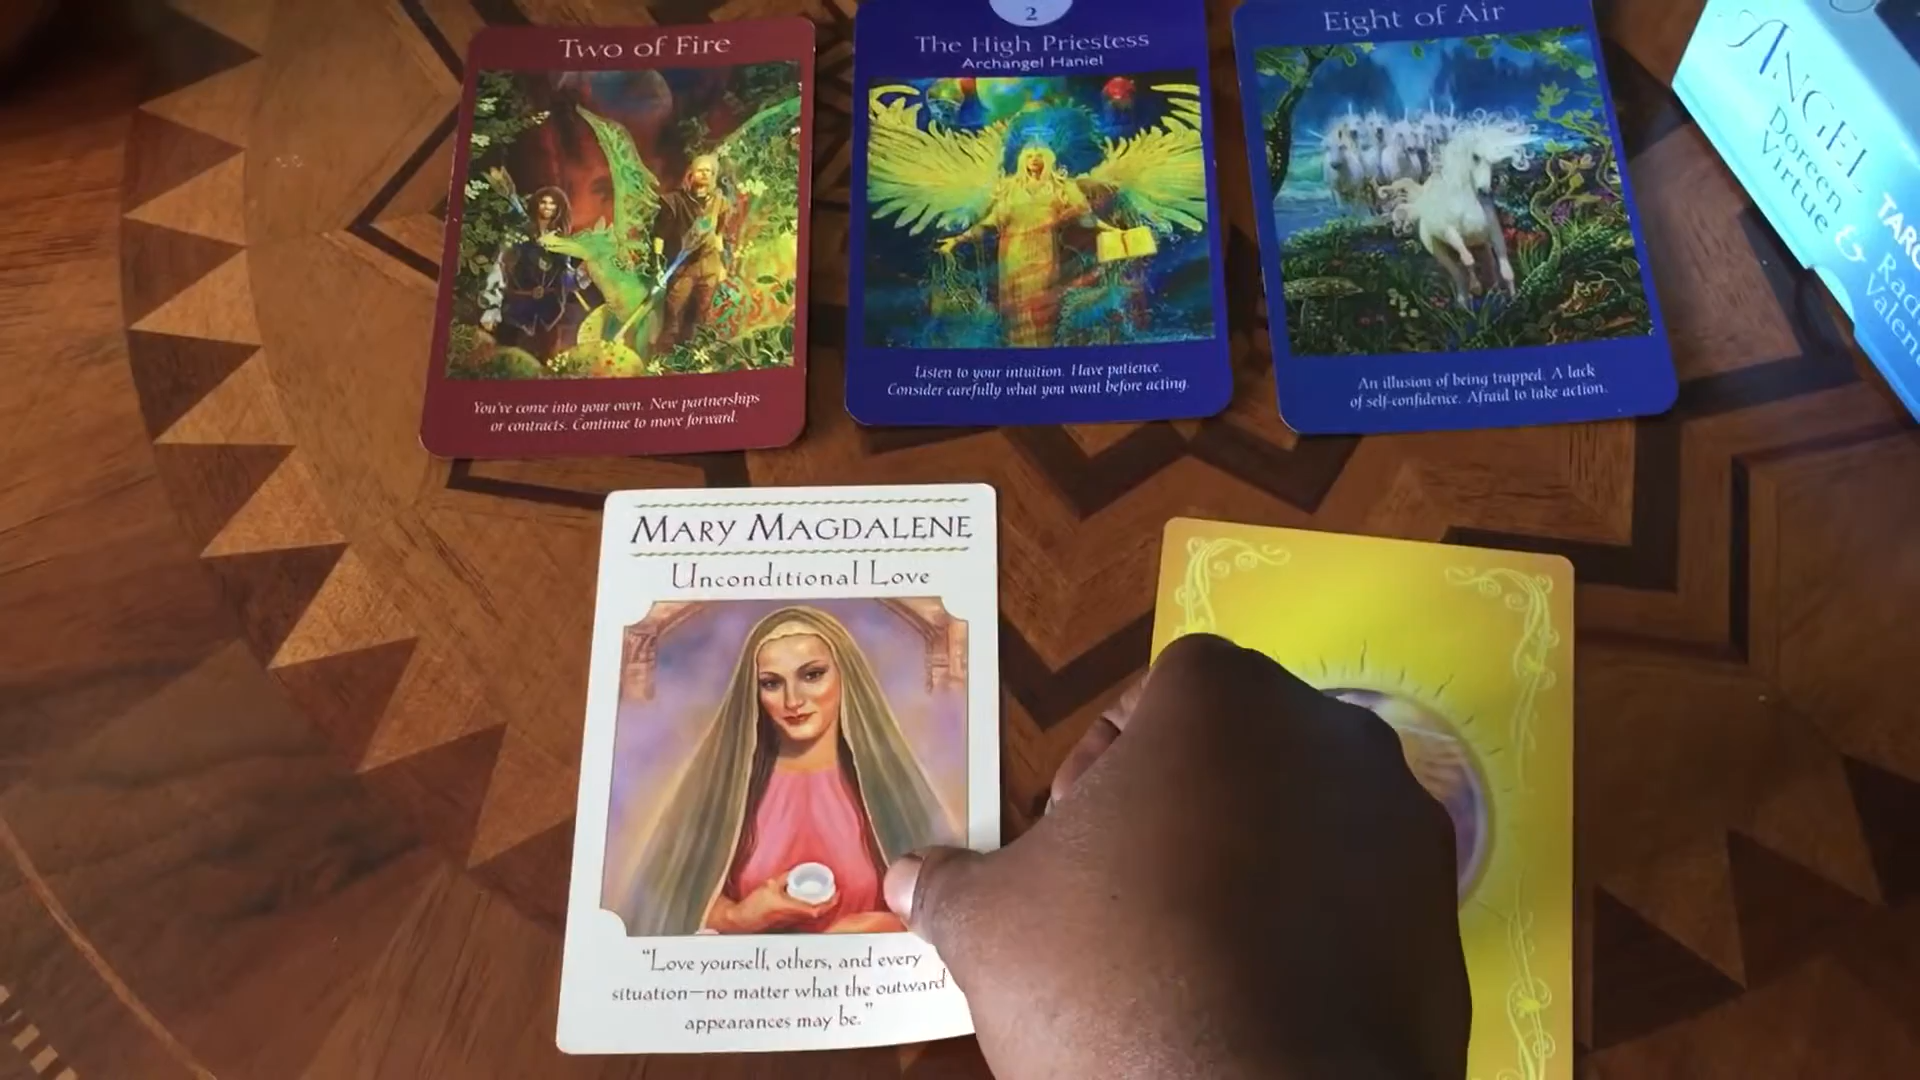 Two of Fire
You've come into your own. New partnerships
or contracts. Continue to move forward.
2
The High Priestess
Archangel Haniel
Listen to your intuition. Have patience.
Consider carefully what you want before acting.
Eight of Air
An illusion of being trapped. A lack
of self-confidence. Afraid to take action.
ANGEL
Doreen
Virtue &
MARY MAGDALENE
Unconditional Love
"Love yourself, others, and every
situation—no matter what the outward
appearances may be."